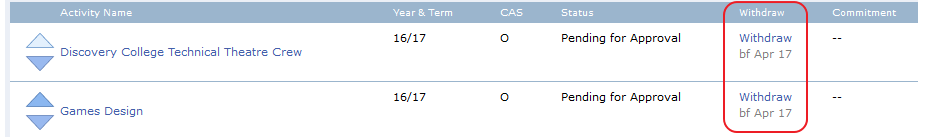 Activity Name Year & Term CAS Status Withdraw Commitment
Discovery College Technical Theatre Crew 16/17 O Pending for Approval Withdraw --
bf Apr 17
Games Design 16/17 O Pending for Approval Withdraw --
bf Apr 17